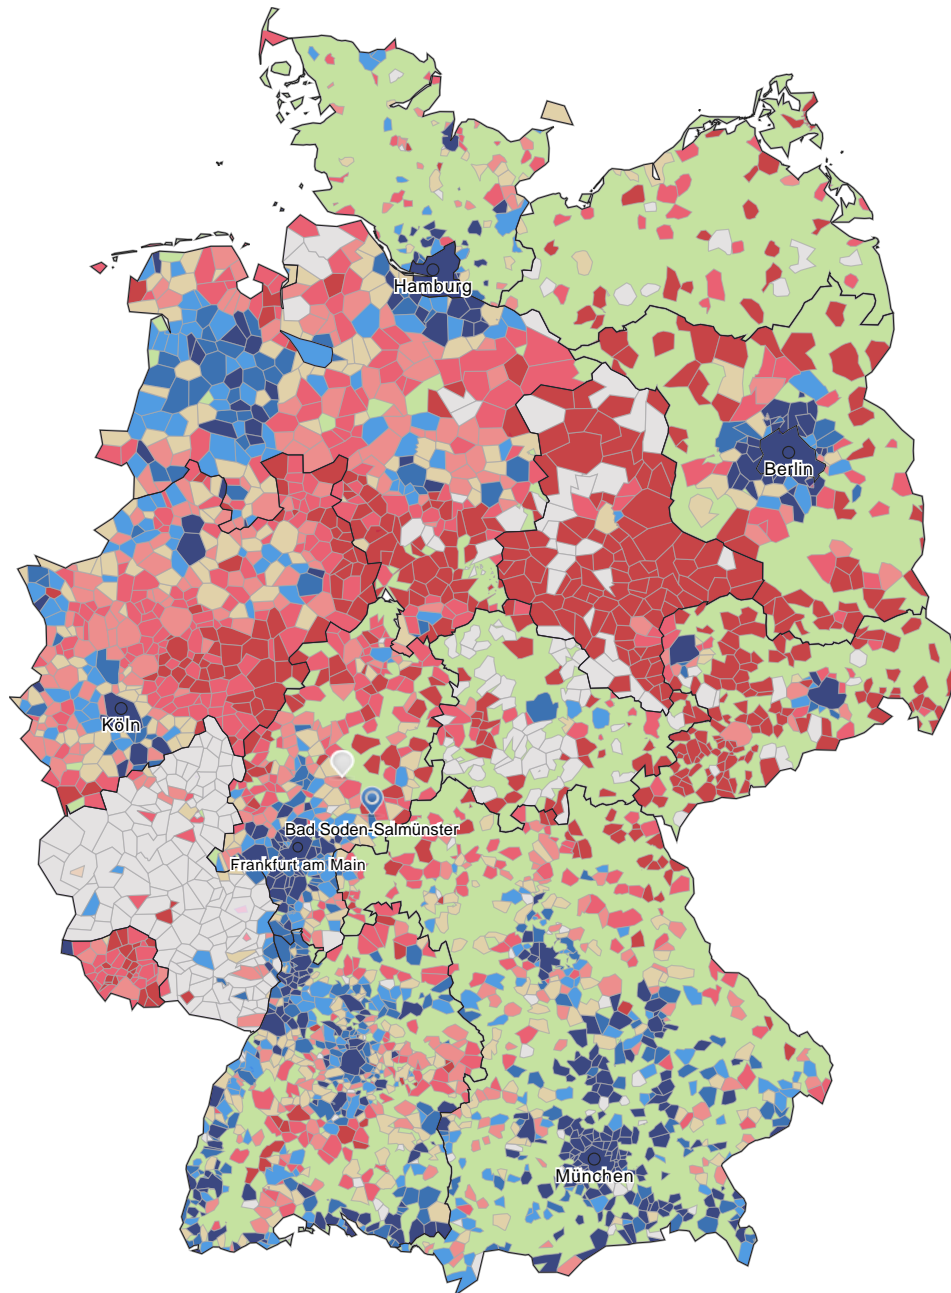 Hamburg
Berlin
Köln
Bad Soden-Salmünster
Frankfurt am Main
München